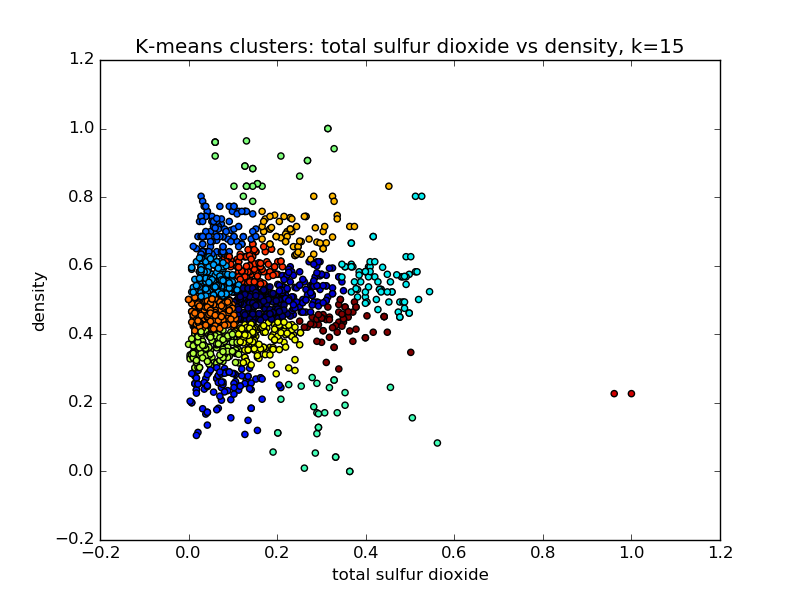 K-means clusters: total sulfur dioxide vs density, k=15
1.2
1.0
0.8
0.6
0.4
0.2
0.0
−0.2
density
−0.2 0.0 0.2 0.4 0.6 0.8 1.0 1.2
total sulfur dioxide